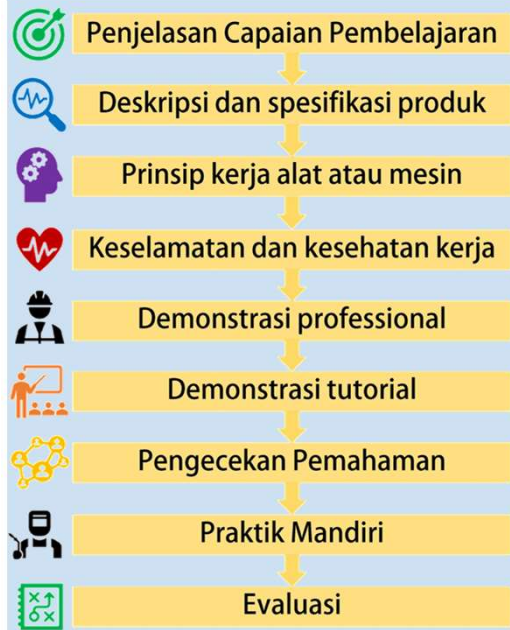 Penjelasan Capaian Pembelajaran
Deskripsi dan spesifikasi produk
Prinsip kerja alat atau mesin
Keselamatan dan kesehatan kerja
Demonstrasi professional
Demonstrasi tutorial
Pengecekan Pemahaman
Praktik Mandiri
Evaluasi